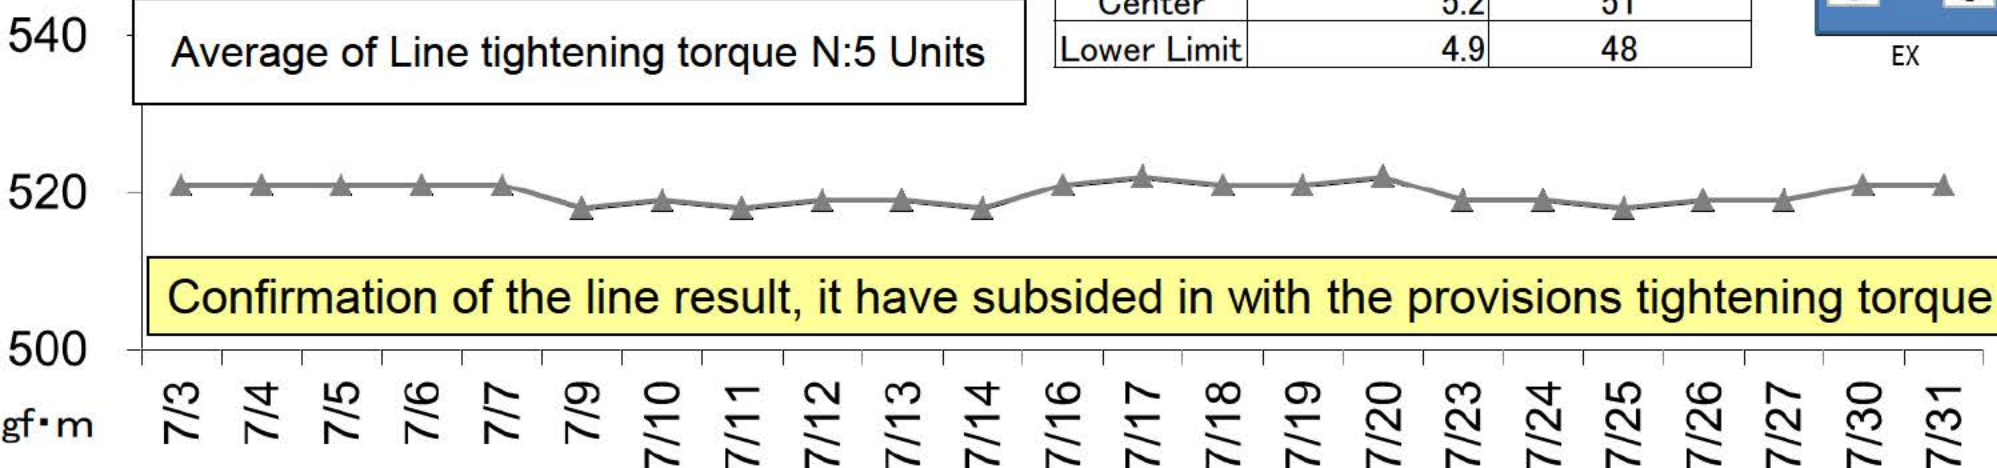 Center 5.2 51
540
Average of Line tightening torque N:5 Units
Lower Limit 4.9 48
EX
520
Confirmation of the line result, it have subsided in with the provisions tightening torque
500
gf・m
7/3 7/4 7/5 7/6 7/7 7/9 7/10 7/11 7/12 7/13 7/14 7/16 7/17 7/18 7/19 7/20 7/23 7/24 7/25 7/26 7/27 7/30 7/31